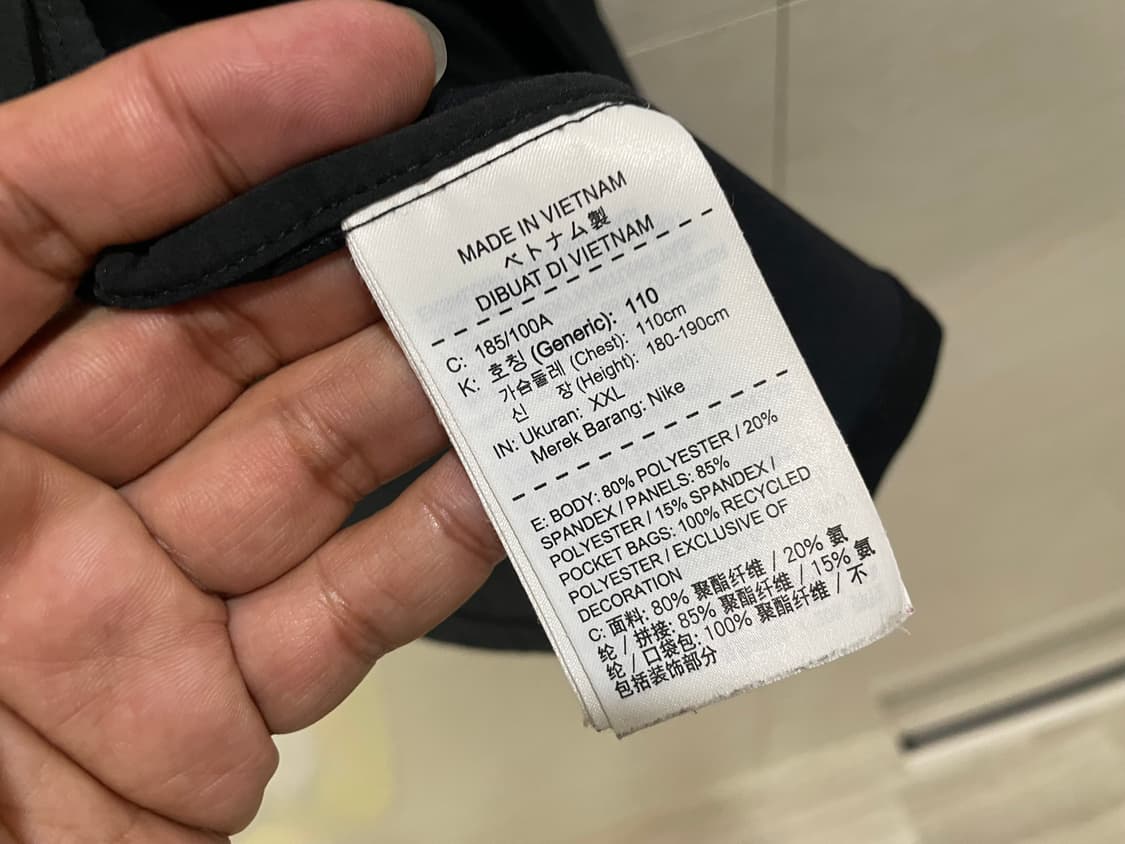 MADE IN VIETNAM
ベトナム製
DIBUAT DI VIETNAM
C: 185/100A
K: 호칭 (Generic): 110
가슴둘레 (Chest): 110cm
신 장 (Height): 180-190cm
IN: Ukuran: XXL
Merek Barang: Nike
E: BODY: 80% POLYESTER / 20%
SPANDEX / PANELS: 85%
POLYESTER / 15% SPANDEX /
POCKET BAGS: 100% RECYCLED
POLYESTER / EXCLUSIVE OF
DECORATION
C: 面料: 80% 聚酯纤维 / 20% 氨
纶 / 拼接: 85% 聚酯纤维 / 15% 氨
纶 / 口袋包: 100% 聚酯纤维 / 不
包括装饰部分